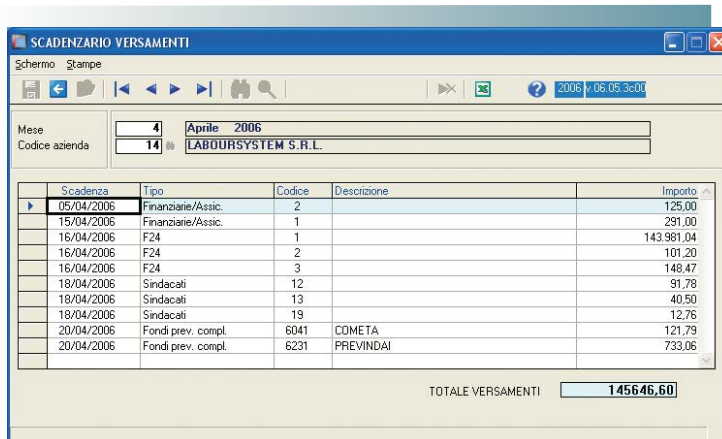 SCADENZARIO VERSAMENTI
Schermo Stampe
2006 v.06.05.3c00
Mese 4 Aprile 2006
Codice azienda 14 LABOURSYSTEM S.R.L.
Scadenza Tipo Codice Descrizione Importo
05/04/2006 Finanziarie/Assic. 2 125,00
15/04/2006 Finanziarie/Assic. 1 291,00
16/04/2006 F24 1 143.981,04
16/04/2006 F24 2 101,20
16/04/2006 F24 3 148,47
18/04/2006 Sindacati 12 91,78
18/04/2006 Sindacati 13 40,50
18/04/2006 Sindacati 19 12,76
20/04/2006 Fondi prev. compl. 6041 COMETA 121,79
20/04/2006 Fondi prev. compl. 6231 PREVINDAI 733,06
TOTALE VERSAMENTI 145646,60